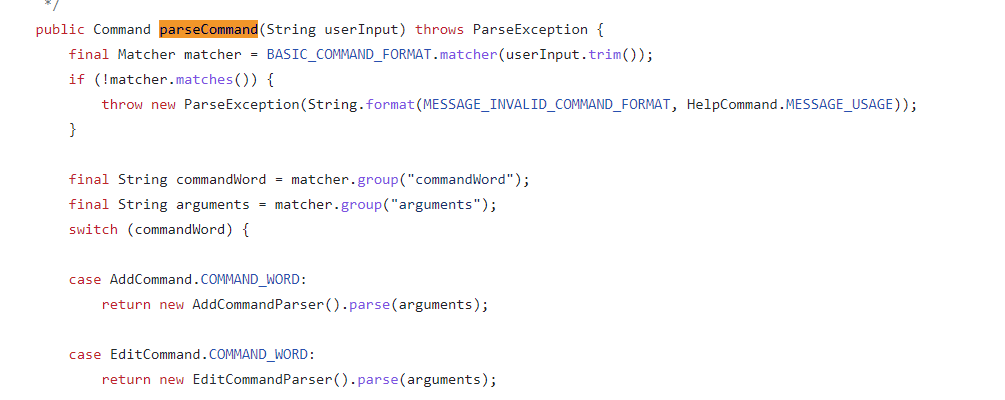 */
public Command parseCommand(String userInput) throws ParseException {
final Matcher matcher = BASIC_COMMAND_FORMAT.matcher(userInput.trim());
if (!matcher.matches()) {
throw new ParseException(String.format(MESSAGE_INVALID_COMMAND_FORMAT, HelpCommand.MESSAGE_USAGE));
}
final String commandWord = matcher.group("commandWord");
final String arguments = matcher.group("arguments");
switch (commandWord) {
case AddCommand.COMMAND_WORD:
return new AddCommandParser().parse(arguments);
case EditCommand.COMMAND_WORD:
return new EditCommandParser().parse(arguments);